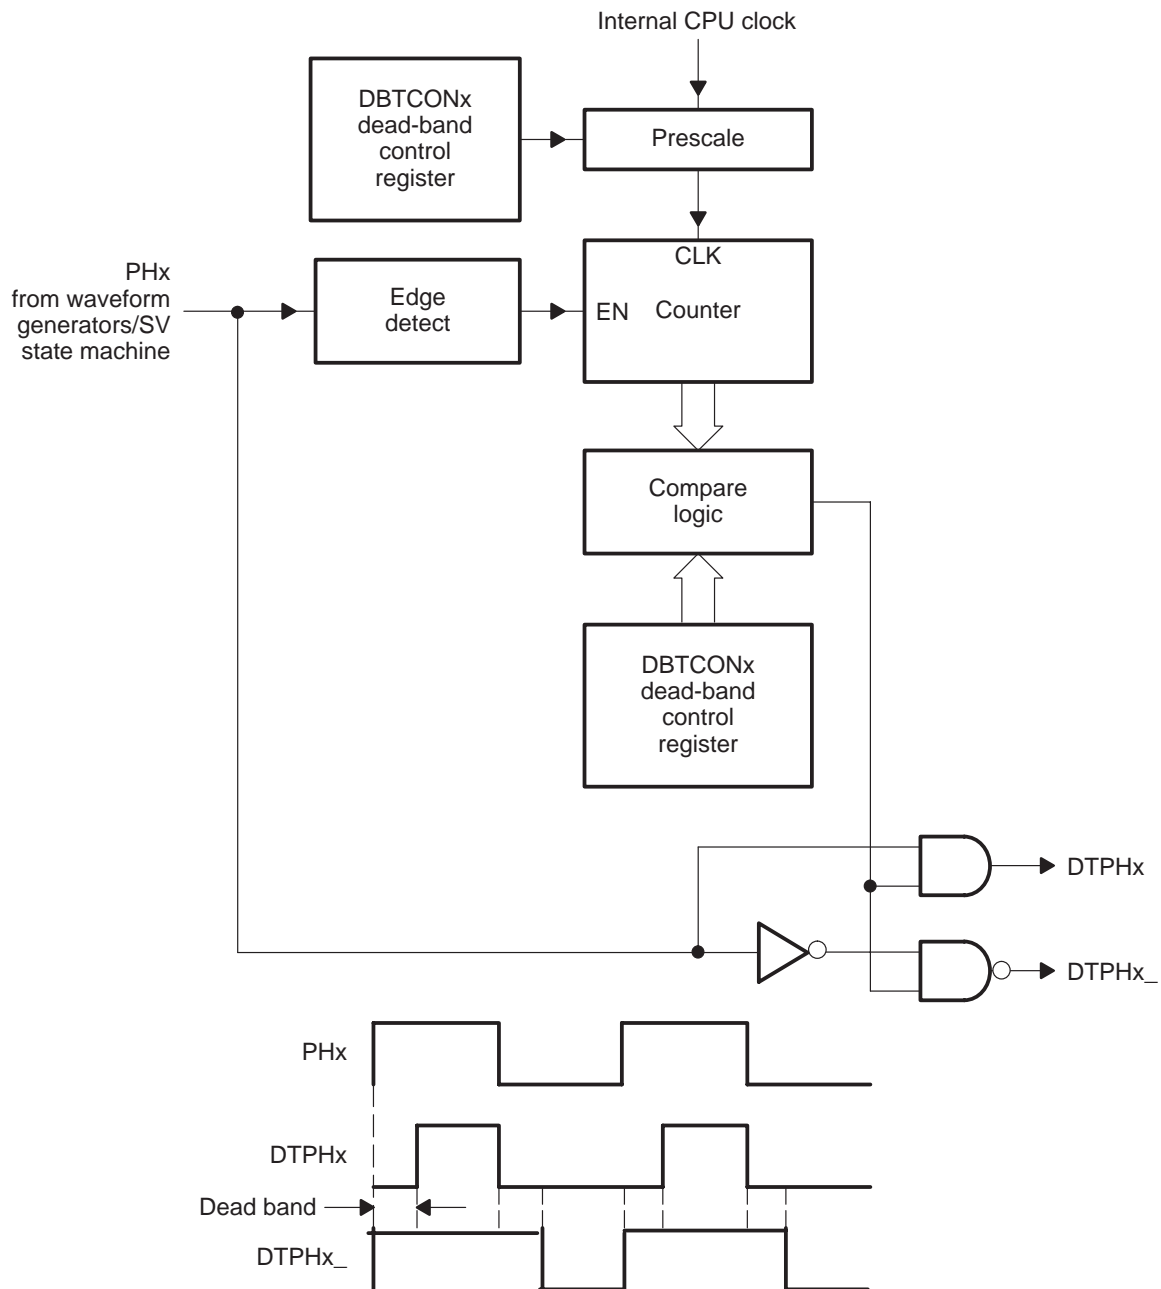 Internal CPU clock
DBTCONx
dead-band
control
register
Prescale
PHx
from waveform
generators/SV
state machine
Edge
detect
CLK
EN
Counter
Compare
logic
DBTCONx
dead-band
control
register
DTPHx
DTPHx_
PHx
DTPHx
Dead band
DTPHx_